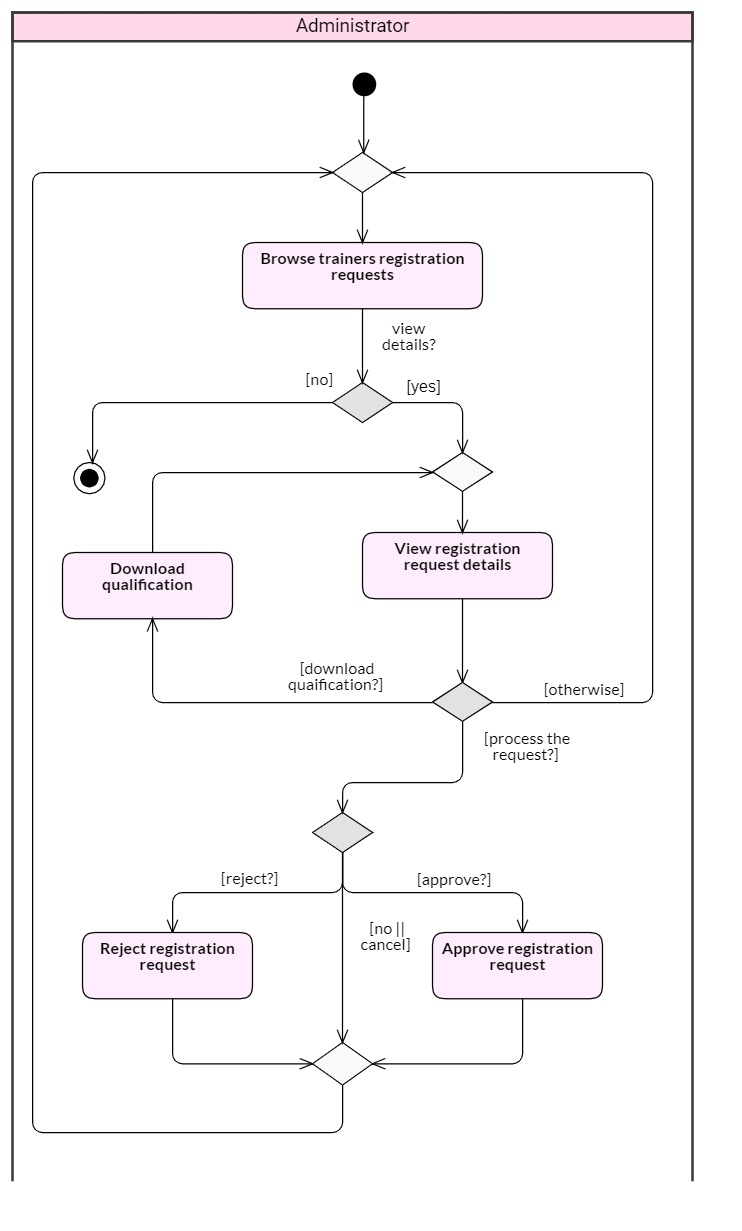 Administrator
Browse trainers registration
requests
view
details?
[no]
[yes]
View registration
request details
Download
qualification
[download
quaification?]
[otherwise]
[process the
request?]
[reject?]
[approve?]
[no ||
cancel]
Reject registration
request
Approve registration
request